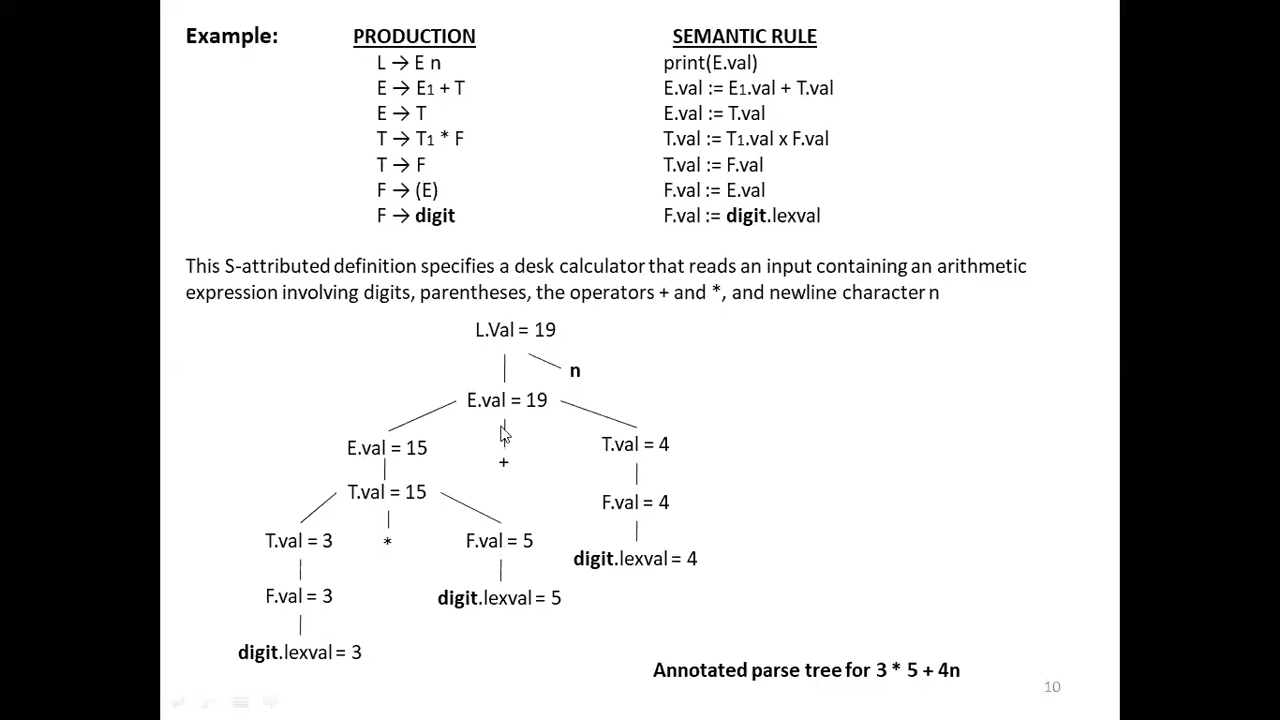 Example: PRODUCTION SEMANTIC RULE
L → E n print(E.val)
E → E1 + T E.val := E1.val + T.val
E → T E.val := T.val
T → T1 * F T.val := T1.val x F.val
T → F T.val := F.val
F → (E) F.val := E.val
F → digit F.val := digit.lexval
This S-attributed definition specifies a desk calculator that reads an input containing an arithmetic
expression involving digits, parentheses, the operators + and *, and newline character n
L.Val = 19
n
E.val = 19
E.val = 15 + T.val = 4
T.val = 15 F.val = 4
T.val = 3 * F.val = 5 digit.lexval = 4
F.val = 3 digit.lexval = 5
digit.lexval = 3
Annotated parse tree for 3 * 5 + 4n
10